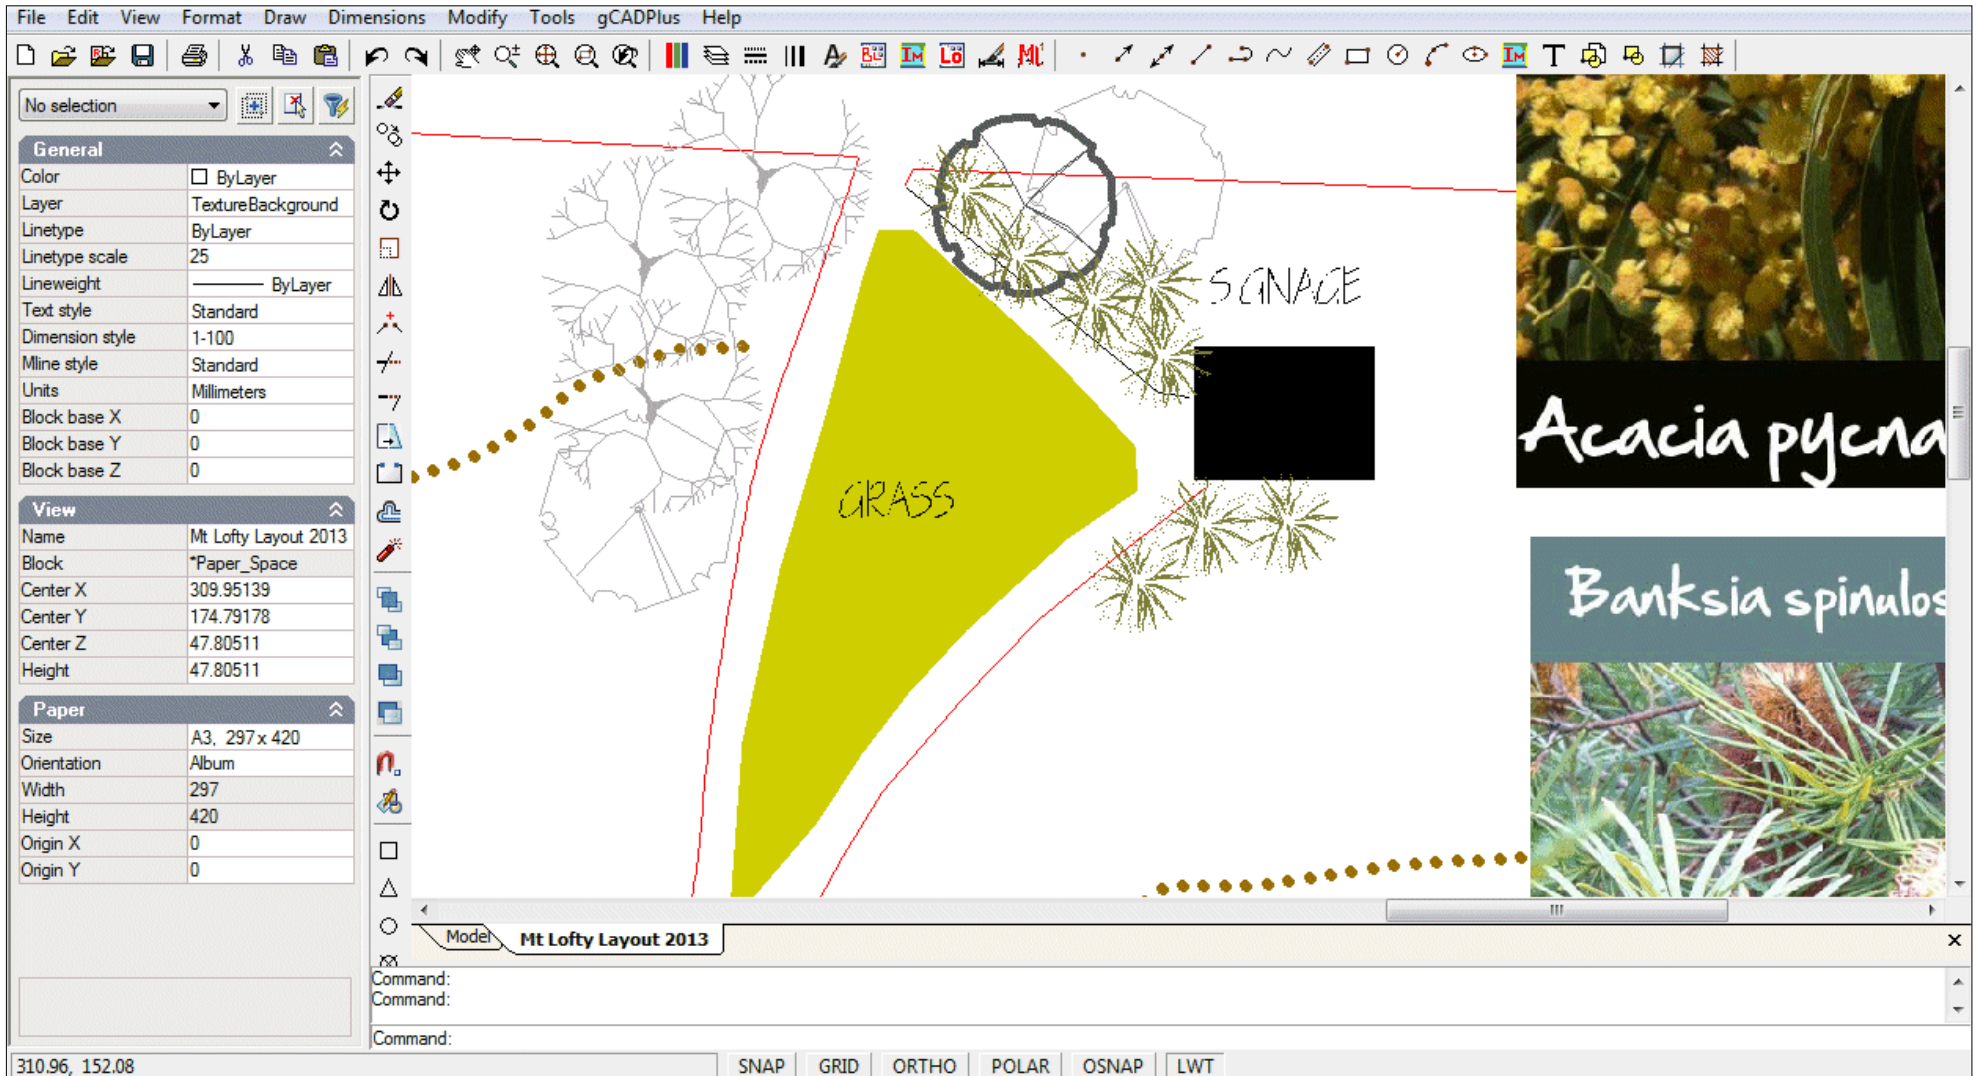 File Edit View Format Draw Dimensions Modify Tools gCADPlus Help
No selection
General
Color ByLayer
Layer TextureBackground
Linetype ByLayer
Linetype scale 25
Lineweight ByLayer
Text style Standard
Dimension style 1-100
Mline style Standard
Units Millimeters
Block base X 0
Block base Y 0
Block base Z 0
View
Name Mt Lofty Layout 2013
Block *Paper_Space
Center X 309.95139
Center Y 174.79178
Center Z 47.80511
Height 47.80511
Paper
Size A3, 297 x 420
Orientation Album
Width 297
Height 420
Origin X 0
Origin Y 0
SGNAGE
GRASS
Acacia pycna
Banksia spinulos
Model Mt Lofty Layout 2013
Command:
Command:
Command:
310.96, 152.08 SNAP GRID ORTHO POLAR OSNAP LWT